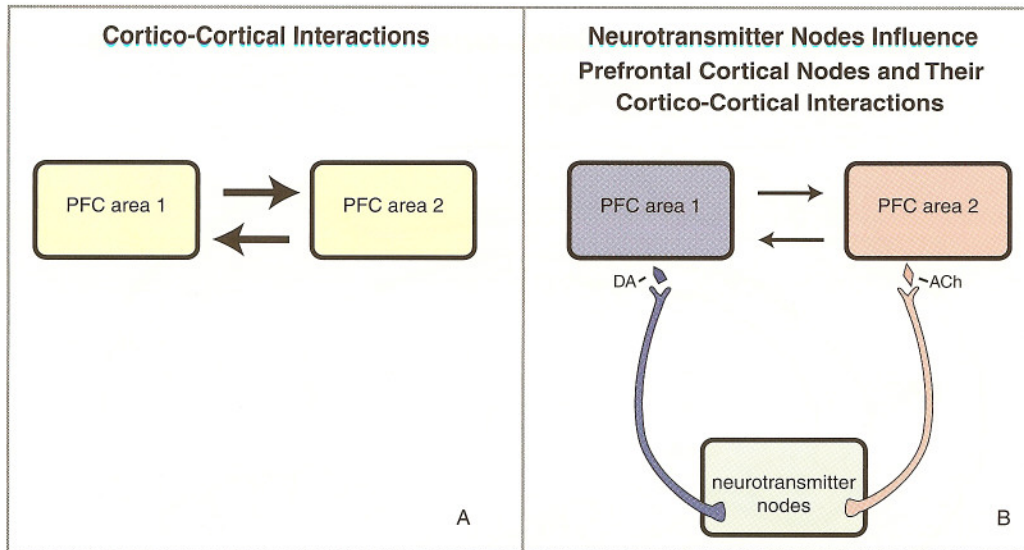 Cortico-Cortical Interactions
PFC area 1
PFC area 2
A
Neurotransmitter Nodes Influence
Prefrontal Cortical Nodes and Their
Cortico-Cortical Interactions
PFC area 1
PFC area 2
DA
ACh
neurotransmitter
nodes
B